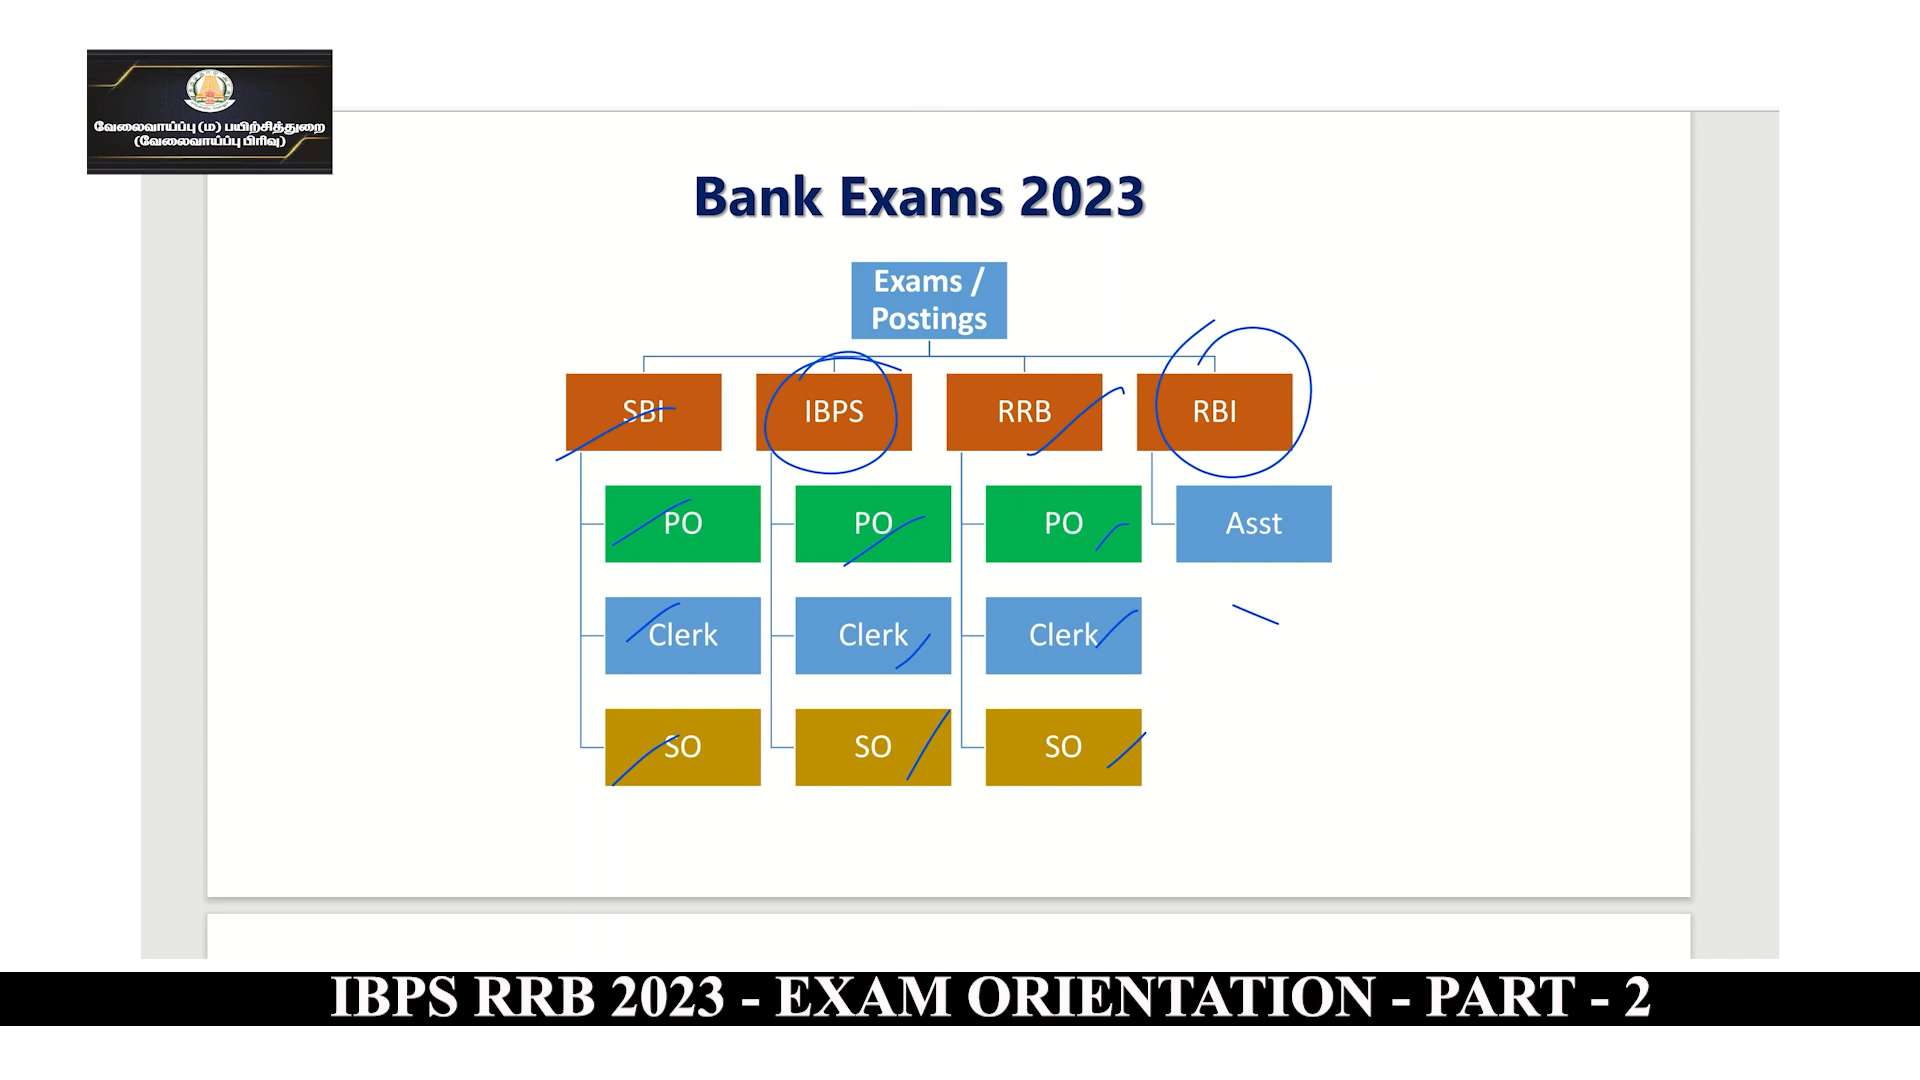 வேலைவாய்ப்பு (ம) பயிற்சித்துறை
(வேலைவாய்ப்பு பிரிவு)
Bank Exams 2023
Exams /
Postings
SBI IBPS RRB RBI
PO PO PO Asst
Clerk Clerk Clerk
SO SO SO
IBPS RRB 2023 - EXAM ORIENTATION - PART - 2